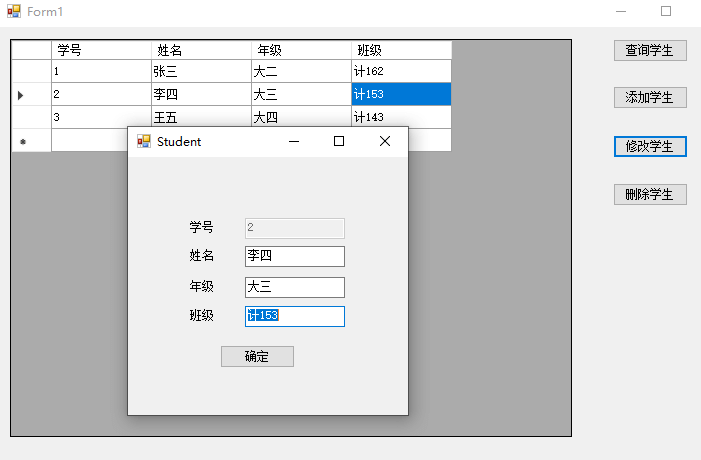 Form1
学号 姓名 年级 班级
1 张三 大二 计162
2 李四 大三 计153
3 王五 大四 计143
查询学生
添加学生
修改学生
删除学生
Student
学号 2
姓名 李四
年级 大三
班级 计153
确定